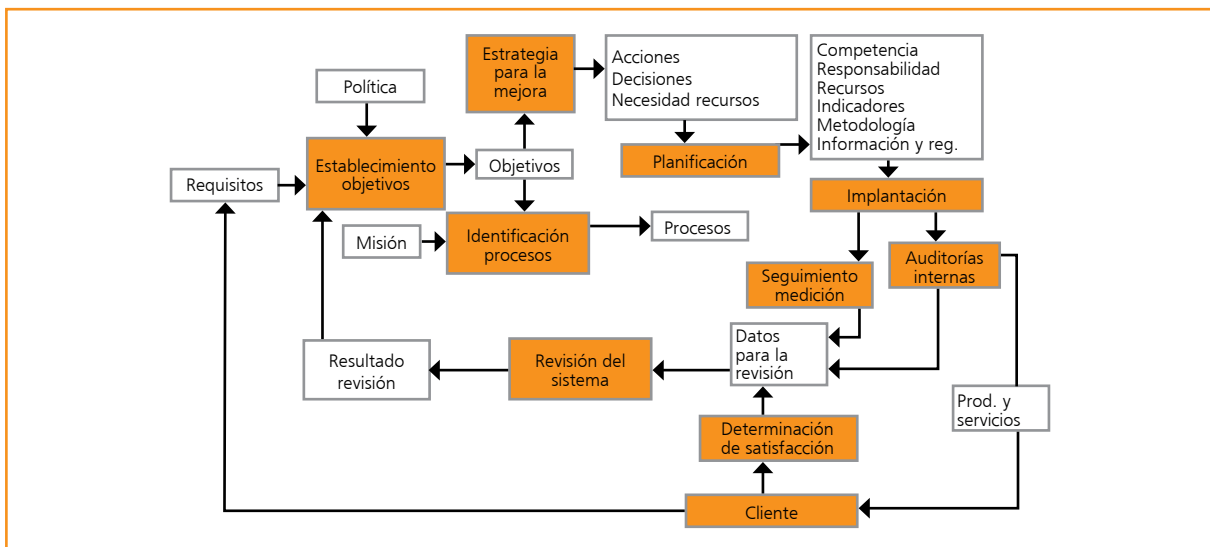 Estrategia
para la
mejora
Acciones
Decisiones
Necesidad recursos
Competencia
Responsabilidad
Recursos
Indicadores
Metodología
Información y reg.
Política
Planificación
Establecimiento
objetivos
Objetivos
Requisitos
Implantación
Misión
Identificación
procesos
Procesos
Seguimiento
medición
Auditorías
internas
Resultado
revisión
Revisión del
sistema
Datos
para la
revisión
Prod. y
servicios
Determinación
de satisfacción
Cliente